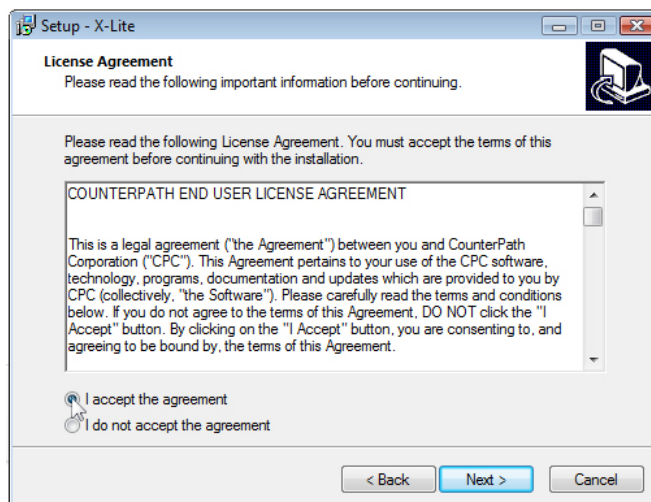 Setup - X-Lite
License Agreement
Please read the following important information before continuing.
Please read the following License Agreement. You must accept the terms of this
agreement before continuing with the installation.
COUNTERPATH END USER LICENSE AGREEMENT
This is a legal agreement ("the Agreement") between you and CounterPath
Corporation ("CPC"). This Agreement pertains to your use of the CPC software,
technology, programs, documentation and updates which are provided to you by
CPC (collectively, "the Software"). Please carefully read the terms and conditions
below. If you do not agree to the terms of this Agreement, DO NOT click the "I
Accept" button. By clicking on the "I Accept" button, you are consenting to, and
agreeing to be bound by, the terms of this Agreement.
I accept the agreement
I do not accept the agreement
< Back Next > Cancel